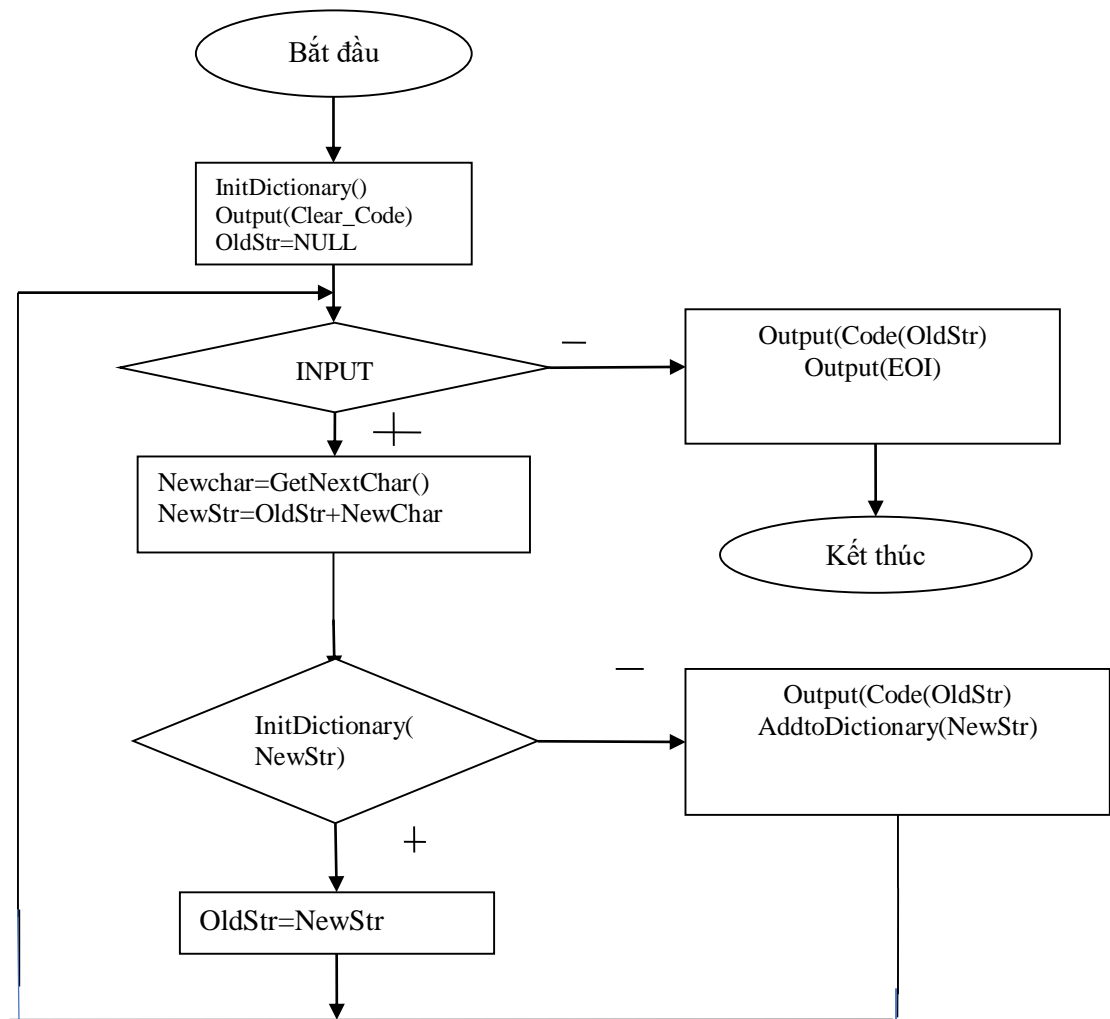 Bắt đầu
InitDictionary()
Output(Clear_Code)
OldStr=NULL
INPUT
—
Output(Code(OldStr)
Output(EOI)
+
Newchar=GetNextChar()
NewStr=OldStr+NewChar
Kết thúc
InitDictionary(
NewStr)
—
Output(Code(OldStr)
AddtoDictionary(NewStr)
+
OldStr=NewStr